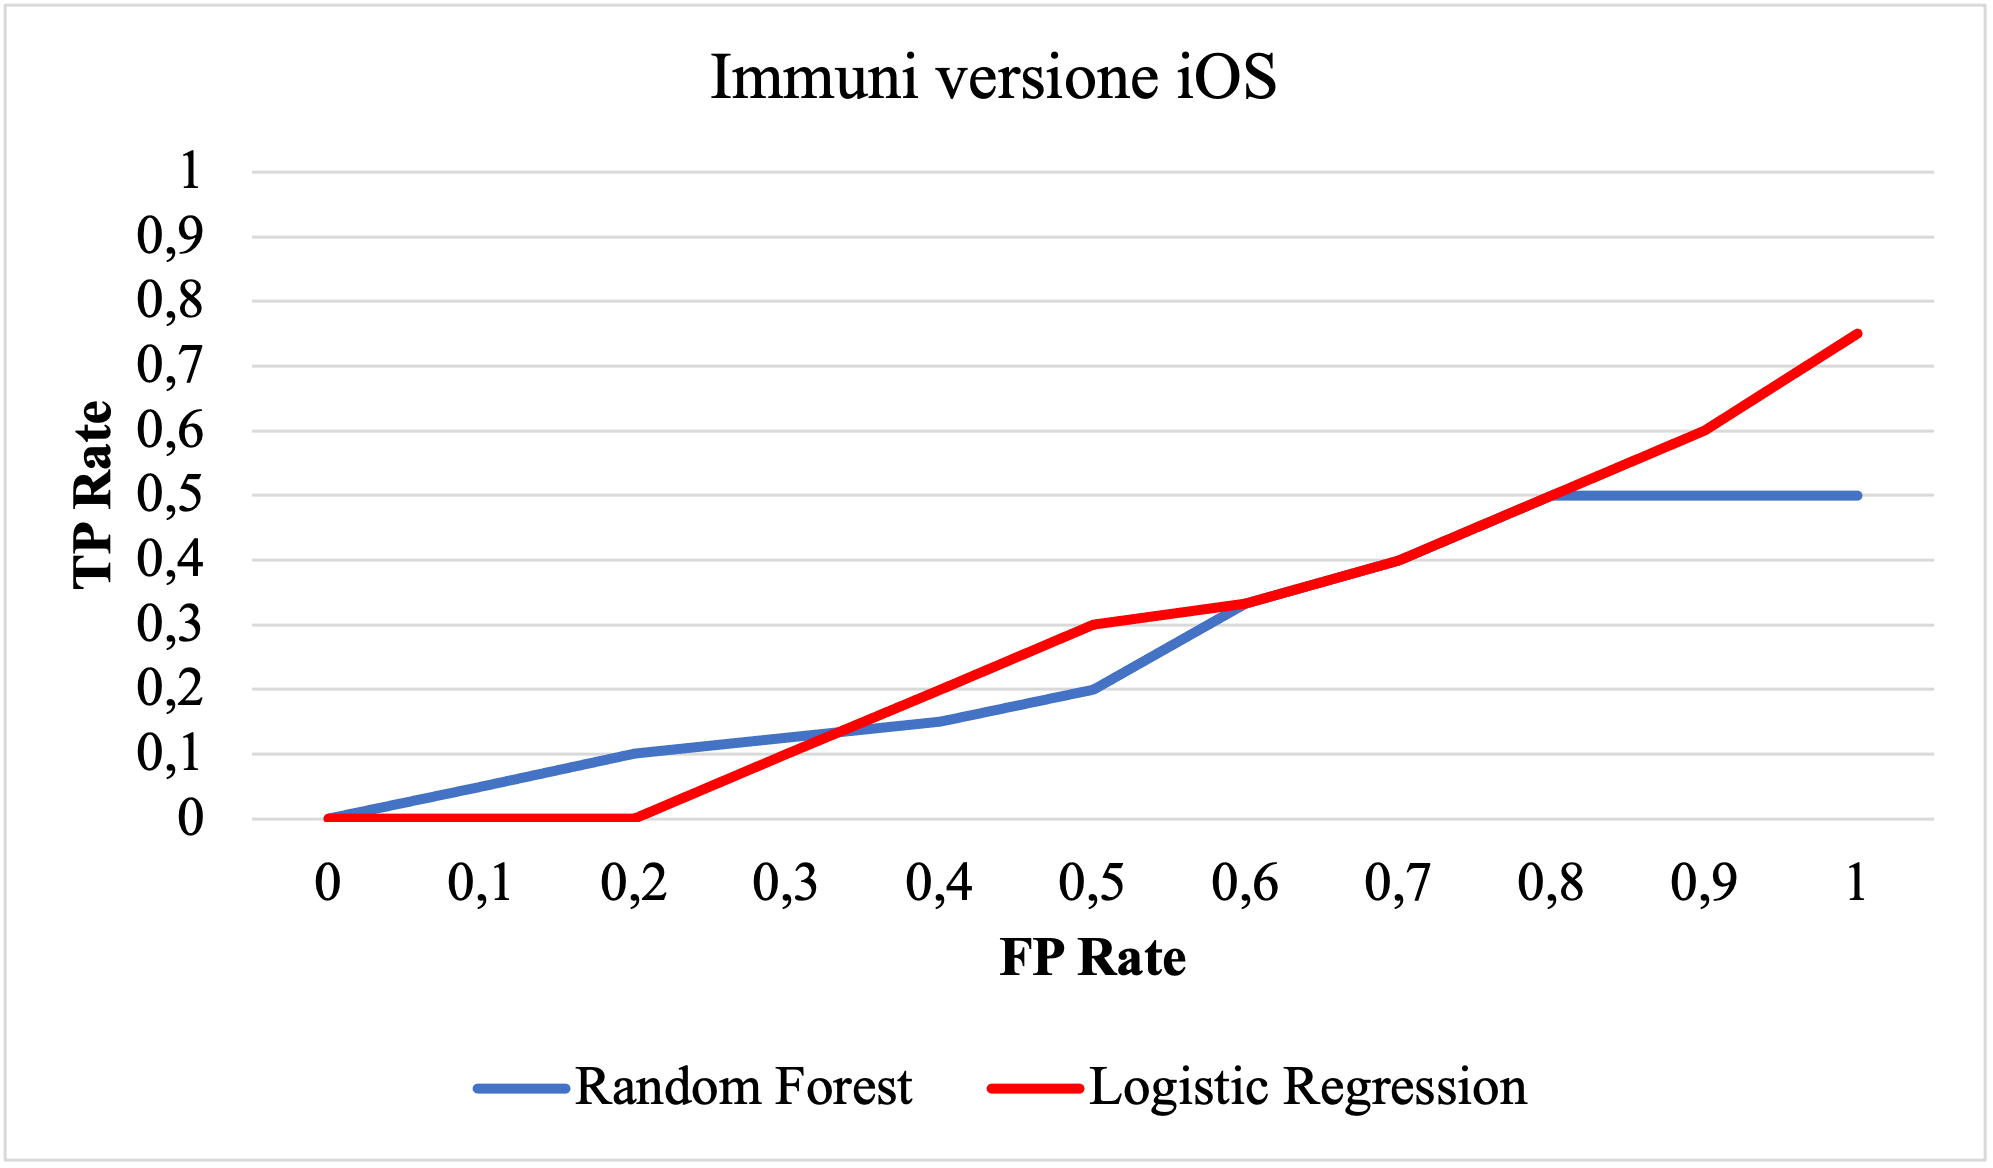 Immuni versione iOS
1
0,9
0,8
0,7
0,6
0,5
0,4
0,3
0,2
0,1
0
TP Rate
0 0,1 0,2 0,3 0,4 0,5 0,6 0,7 0,8 0,9 1
FP Rate
Random Forest Logistic Regression